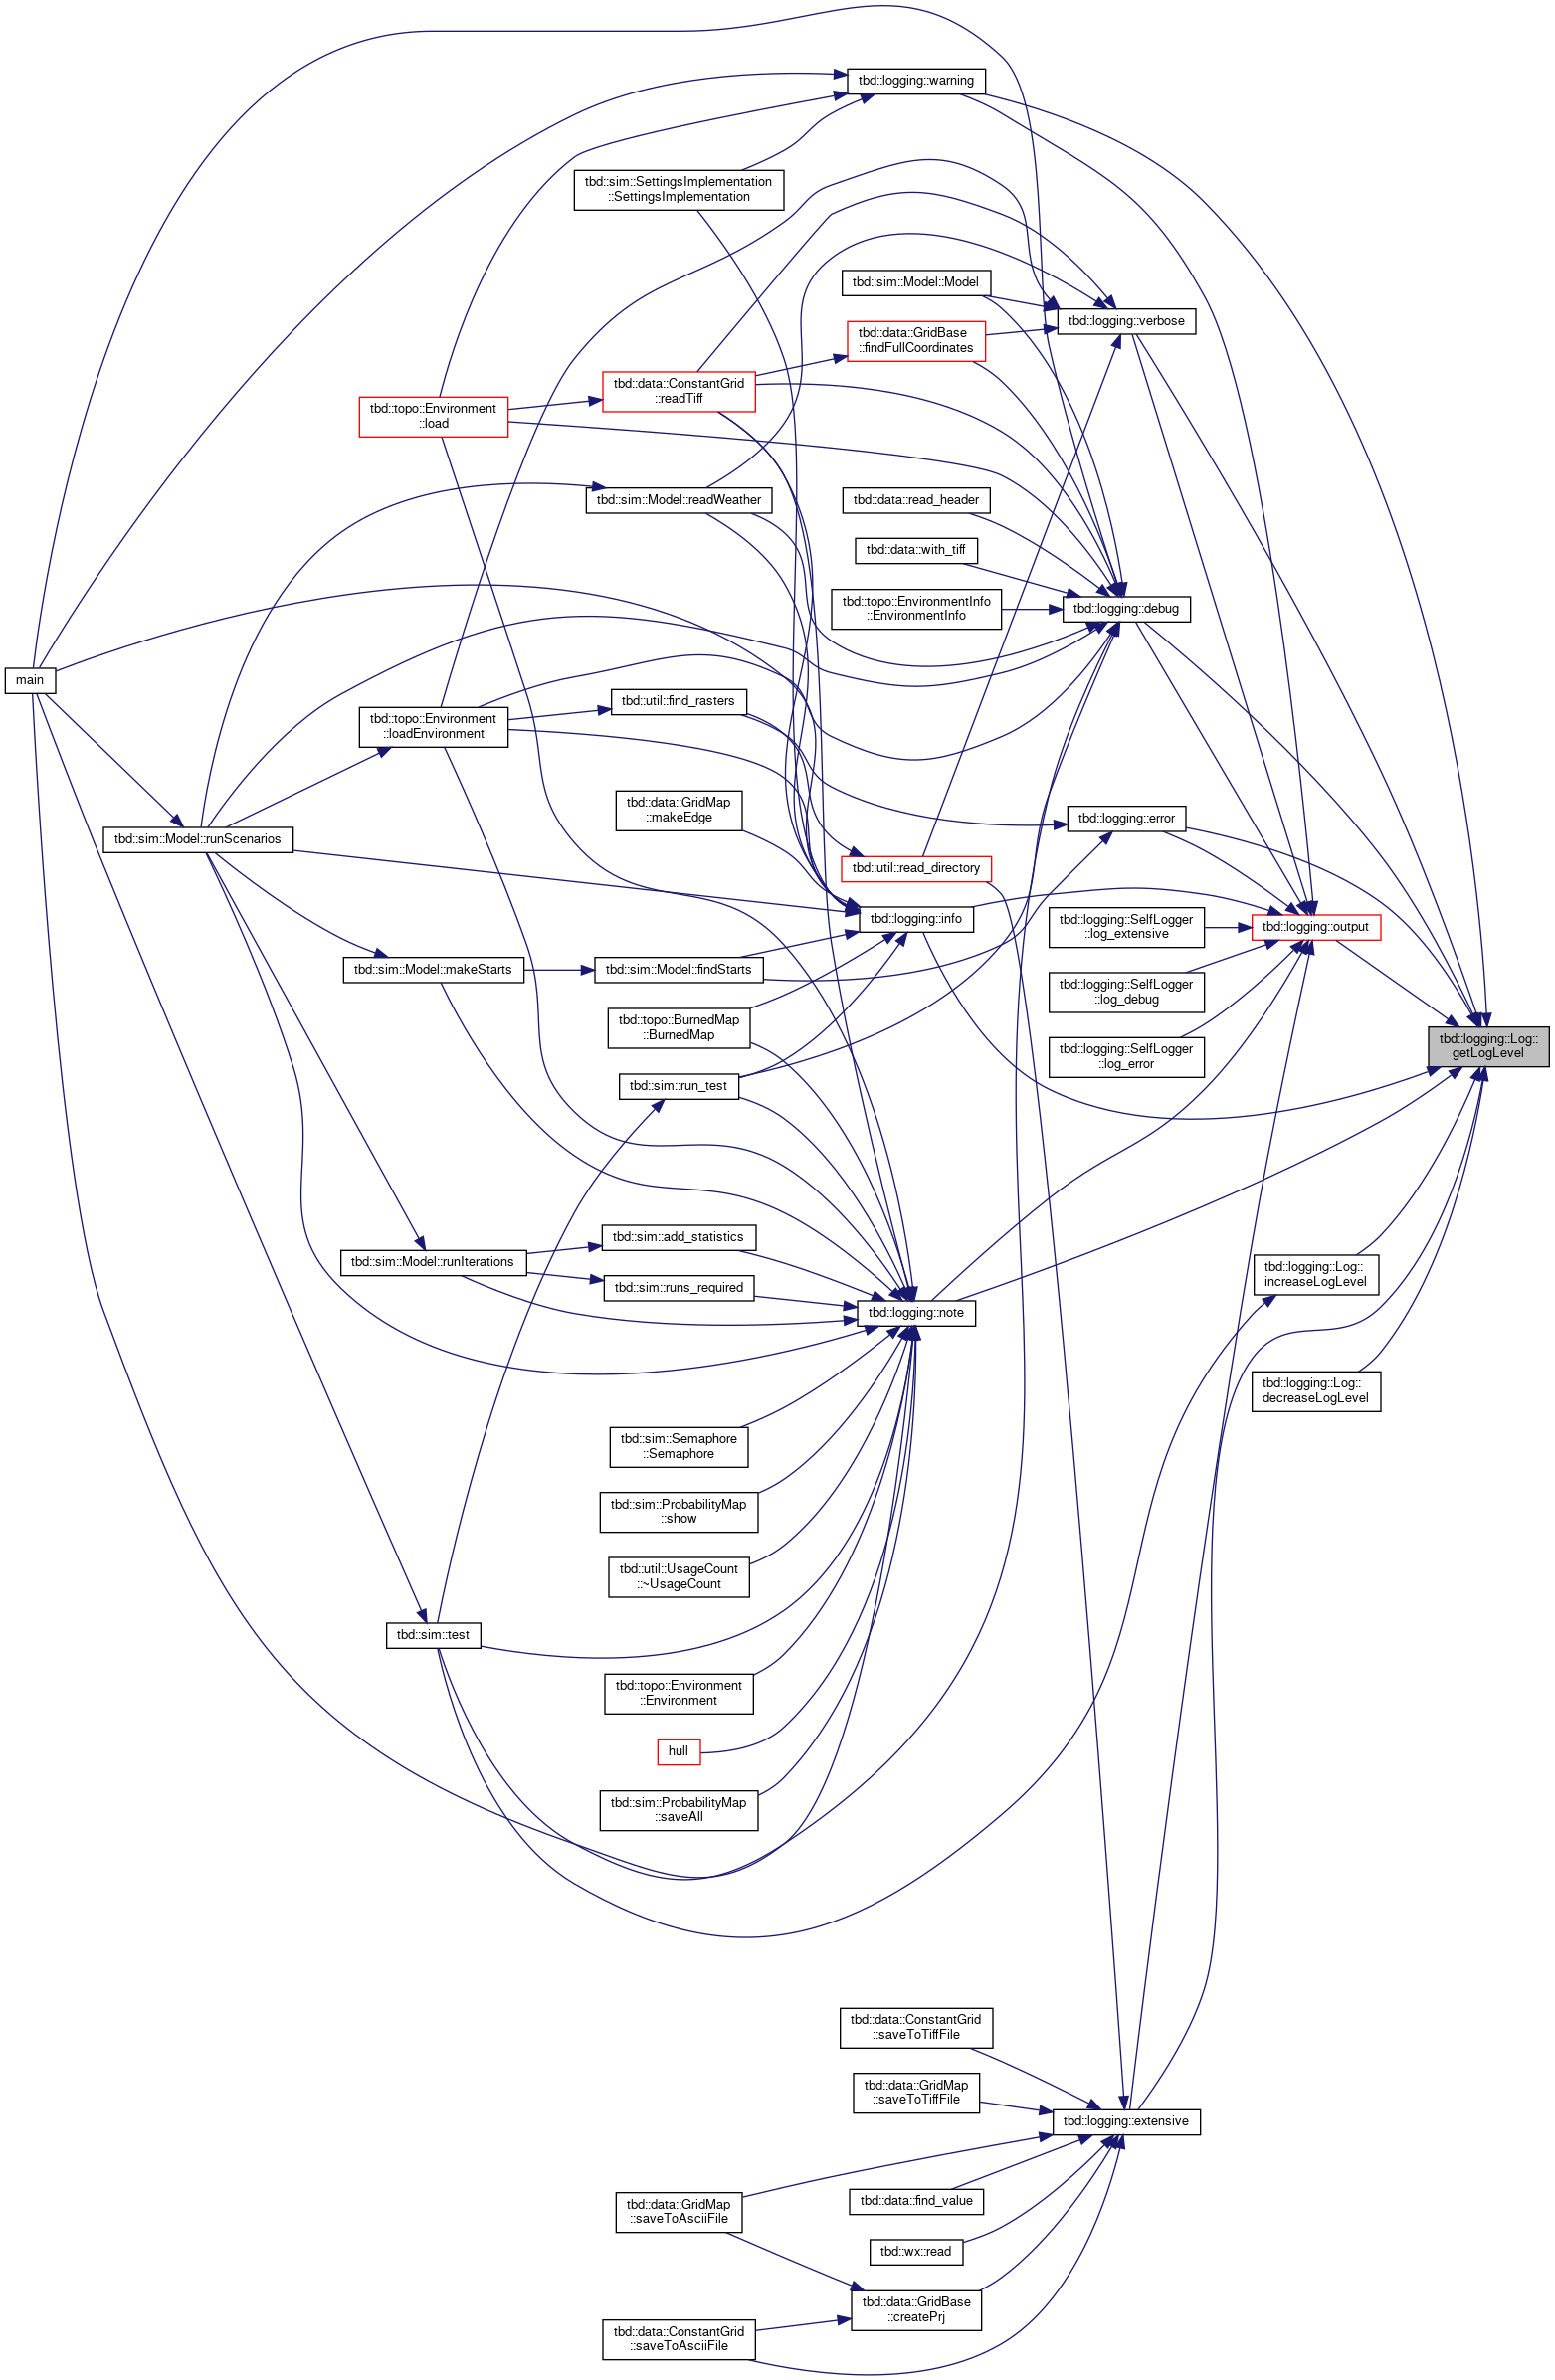 tbd::logging::warning
tbd::sim::SettingsImplementation
::SettingsImplementation
tbd::sim::Model::Model
tbd::logging::verbose
tbd::data::GridBase
::findFullCoordinates
tbd::data::ConstantGrid
::readTiff
tbd::topo::Environment
::load
tbd::sim::Model::readWeather
tbd::data::read_header
tbd::data::with_tiff
tbd::topo::EnvironmentInfo
::EnvironmentInfo
tbd::logging::debug
main
tbd::util::find_rasters
tbd::topo::Environment
::loadEnvironment
tbd::data::GridMap
::makeEdge
tbd::logging::error
tbd::sim::Model::runScenarios
tbd::util::read_directory
tbd::logging::info
tbd::logging::SelfLogger
::log_extensive
tbd::logging::output
tbd::sim::Model::makeStarts
tbd::sim::Model::findStarts
tbd::logging::SelfLogger
::log_debug
tbd::topo::BurnedMap
::BurnedMap
tbd::logging::SelfLogger
::log_error
tbd::logging::Log::
getLogLevel
tbd::sim::run_test
tbd::sim::add_statistics
tbd::sim::Model::runIterations
tbd::sim::runs_required
tbd::logging::Log::
increaseLogLevel
tbd::logging::note
tbd::logging::Log::
decreaseLogLevel
tbd::sim::Semaphore
::Semaphore
tbd::sim::ProbabilityMap
::show
tbd::util::UsageCount
::~UsageCount
tbd::sim::test
tbd::topo::Environment
::Environment
hull
tbd::sim::ProbabilityMap
::saveAll
tbd::data::ConstantGrid
::saveToTiffFile
tbd::data::GridMap
::saveToTiffFile
tbd::logging::extensive
tbd::data::find_value
tbd::data::GridMap
::saveToAsciiFile
tbd::wx::read
tbd::data::GridBase
::createPrj
tbd::data::ConstantGrid
::saveToAsciiFile